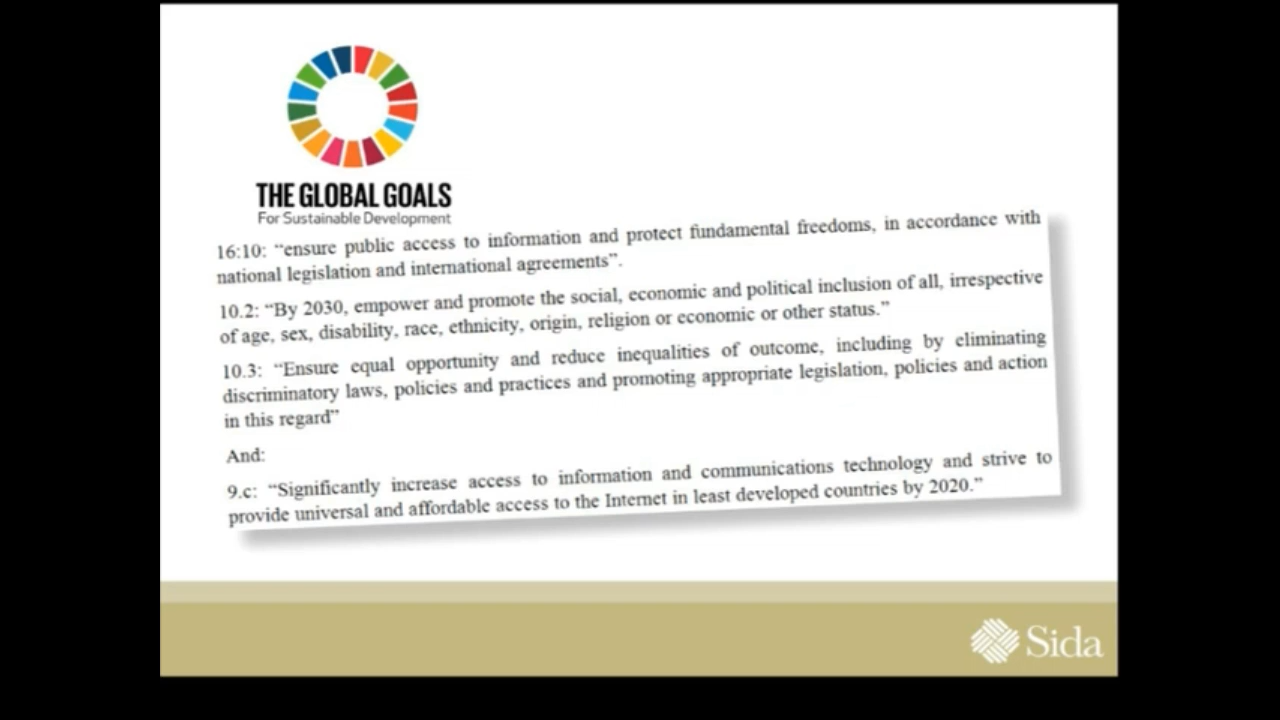 THE GLOBAL GOALS
For Sustainable Development
16:10: “ensure public access to information and protect fundamental freedoms, in accordance with
national legislation and international agreements”.
10.2: “By 2030, empower and promote the social, economic and political inclusion of all, irrespective
of age, sex, disability, race, ethnicity, origin, religion or economic or other status.”
10.3: “Ensure equal opportunity and reduce inequalities of outcome, including by eliminating
discriminatory laws, policies and practices and promoting appropriate legislation, policies and action
in this regard”
And:
9.c: “Significantly increase access to information and communications technology and strive to
provide universal and affordable access to the Internet in least developed countries by 2020.”
Sida